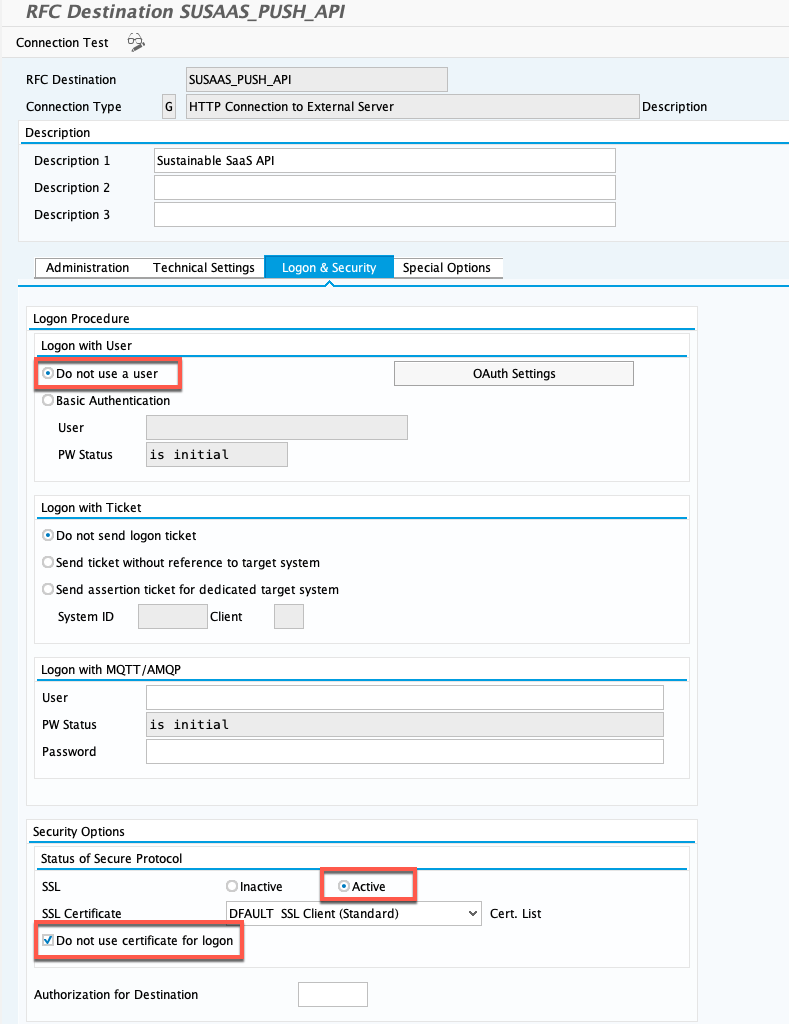 RFC Destination SUSAAS_PUSH_API
Connection Test
RFC Destination SUSAAS_PUSH_API
Connection Type G HTTP Connection to External Server Description
Description
Description 1 Sustainable SaaS API
Description 2
Description 3
Administration Technical Settings Logon & Security Special Options
Logon Procedure
Logon with User
Do not use a user OAuth Settings
Basic Authentication
User
PW Status is initial
Logon with Ticket
Do not send logon ticket
Send ticket without reference to target system
Send assertion ticket for dedicated target system
System ID Client
Logon with MQTT/AMQP
User
PW Status is initial
Password
Security Options
Status of Secure Protocol
SSL Inactive Active
SSL Certificate DFAULT SSL Client (Standard) Cert. List
Do not use certificate for logon
Authorization for Destination